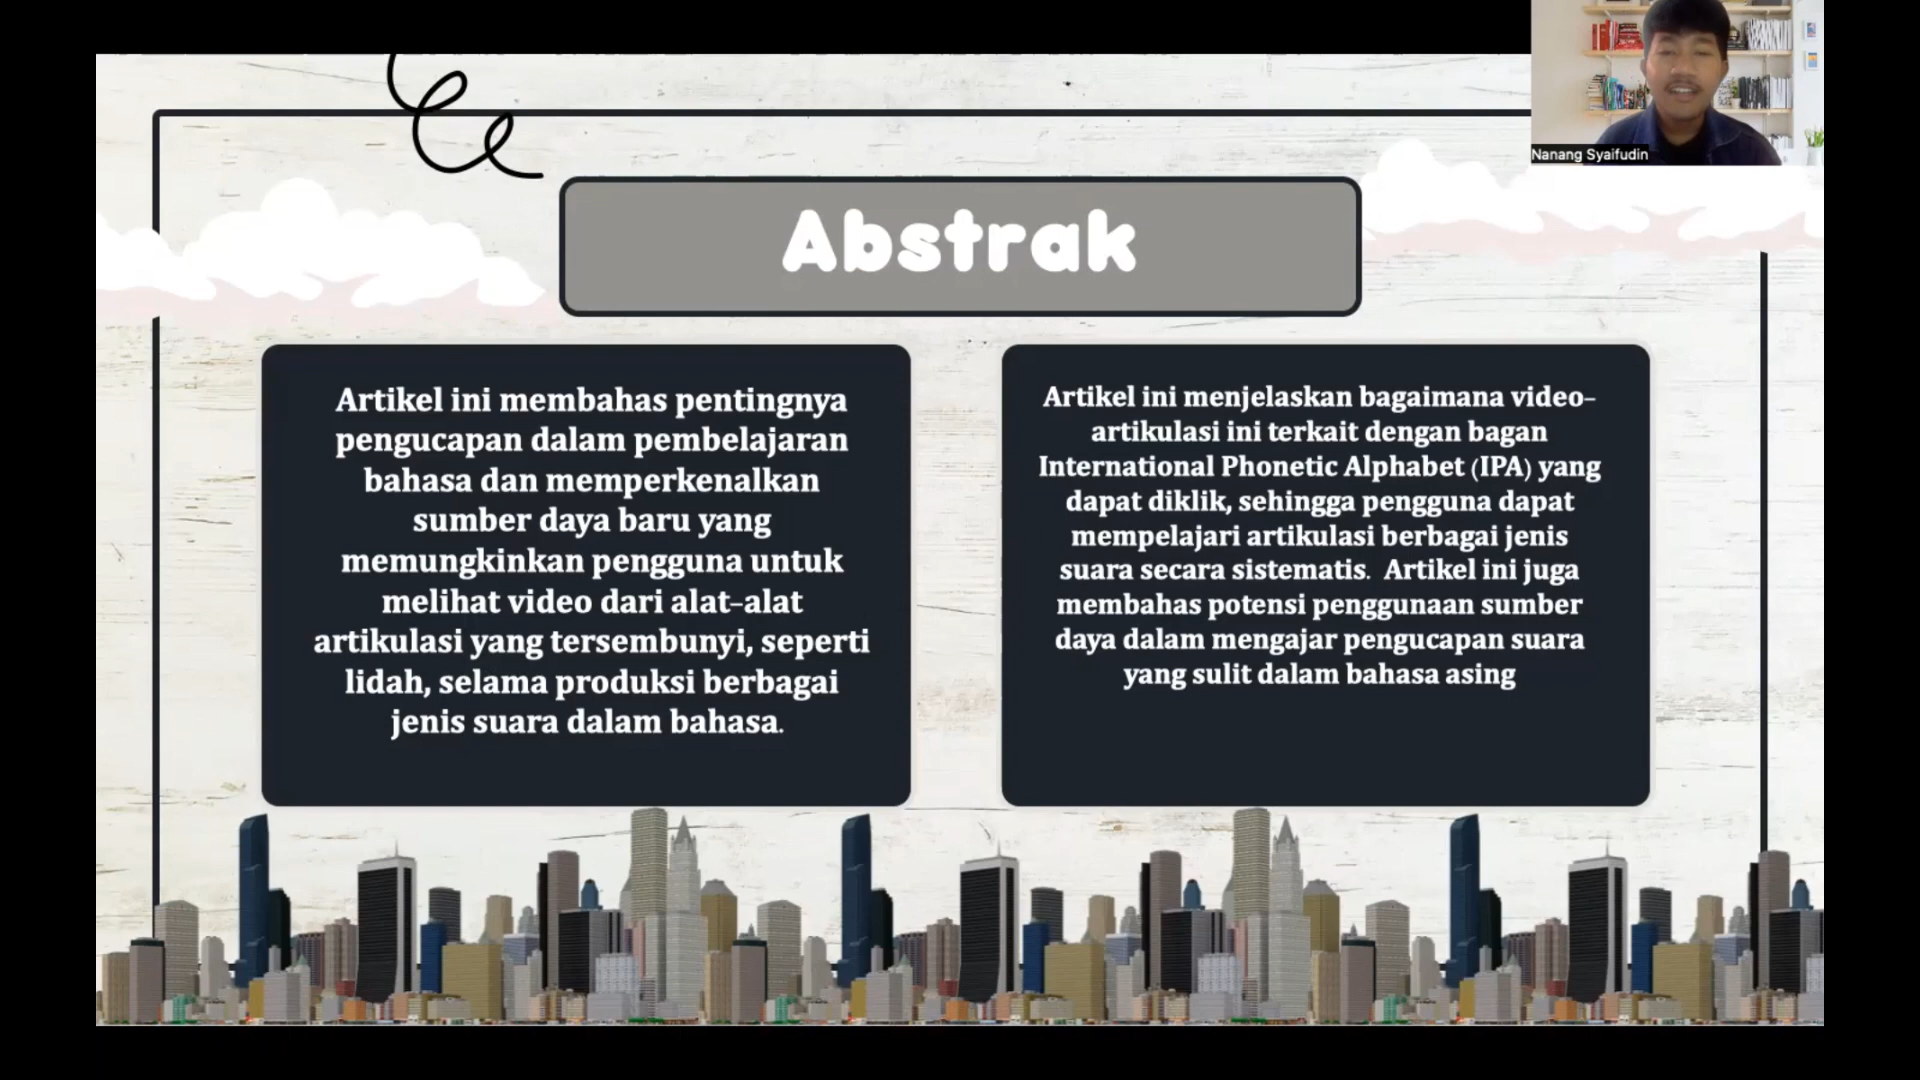 Nanang Syaifudin
Abstrak
Artikel ini membahas pentingnya
pengucapan dalam pembelajaran
bahasa dan memperkenalkan
sumber daya baru yang
memungkinkan pengguna untuk
melihat video dari alat-alat
artikulasi yang tersembunyi, seperti
lidah, selama produksi berbagai
jenis suara dalam bahasa.
Artikel ini menjelaskan bagaimana video-
artikulasi ini terkait dengan bagan
International Phonetic Alphabet (IPA) yang
dapat diklik, sehingga pengguna dapat
mempelajari artikulasi berbagai jenis
suara secara sistematis. Artikel ini juga
membahas potensi penggunaan sumber
daya dalam mengajar pengucapan suara
yang sulit dalam bahasa asing